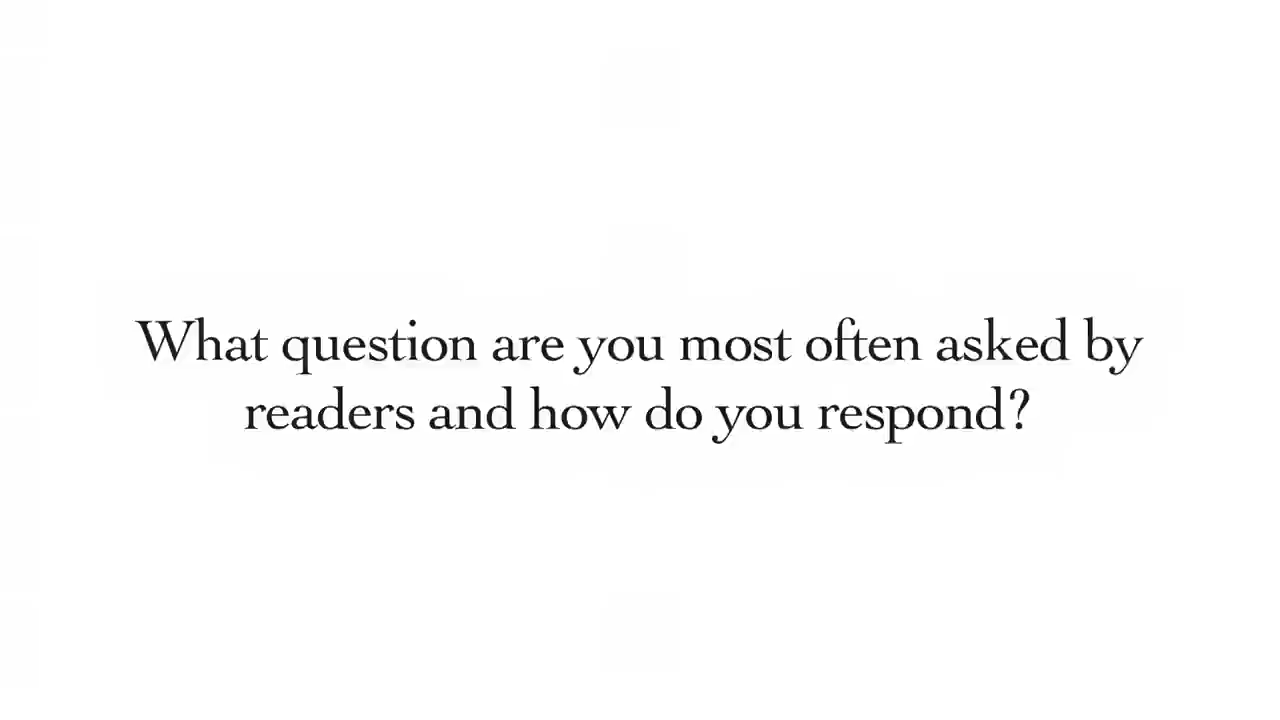 What question are you most often asked by
readers and how do you respond?